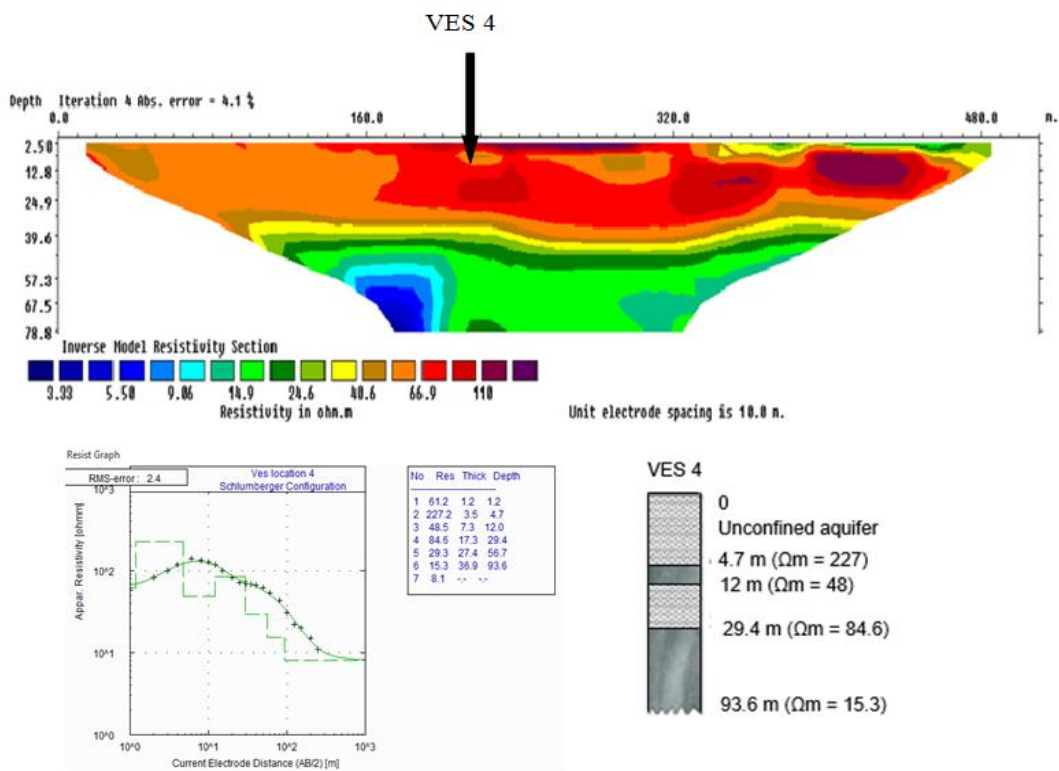 VES 4
Depth Iteration 4 Abs. error = 4.1 %
0.0 160.0 320.0 480.0 m.
2.50
12.8
24.9
39.6
57.3
67.5
78.8
Inverse Model Resistivity Section
3.33 5.50 9.06 14.9 24.6 40.6 66.9 110
Resistivity in ohm.m Unit electrode spacing is 10.0 m.
Resist Graph
RMS-error: 2.4
Ves location 4
Schlumberger Configuration
10^3
10^2
10^1
10^0
Appar. Resistivity [ohmm]
10^0 10^1 10^2 10^3
Current Electrode Distance (AB/2) [m]
No Res Thick Depth
1 61.2 1.2 1.2
2 227.2 3.5 4.7
3 48.5 7.3 12.0
4 84.6 17.3 29.4
5 29.3 27.4 56.7
6 15.3 36.9 93.6
7 8.1 -.- -.-
VES 4
0
Unconfined aquifer
4.7 m (Ωm = 227)
12 m (Ωm = 48)
29.4 m (Ωm = 84.6)
93.6 m (Ωm = 15.3)